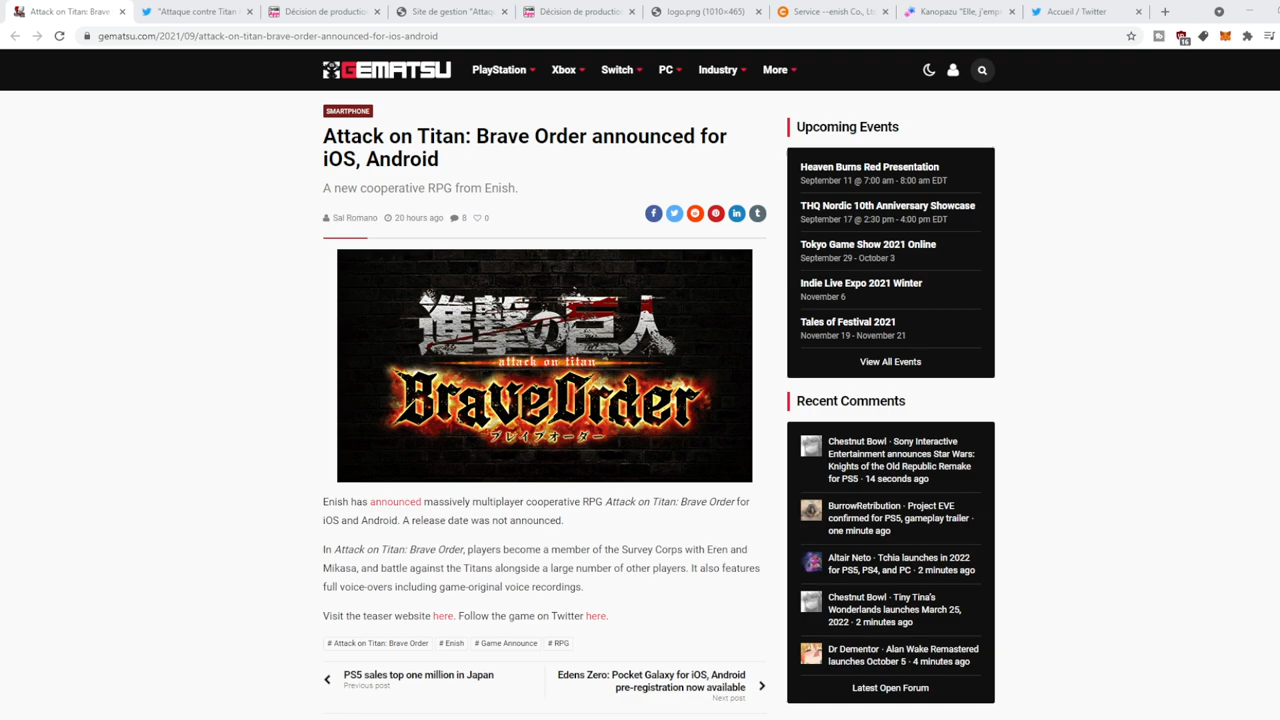 Attack on Titan: Brave
"Attaque contre Titan
Décision de production
Site de gestion "Attaq
Décision de production
logo.png (1010×465)
Service --enish Co., Lt
Kanopazu "Elle, j'emp
Accueil / Twitter
gematsu.com/2021/09/attack-on-titan-brave-order-announced-for-ios-android
16
GEMATSU
PlayStation Xbox Switch PC Industry More
SMARTPHONE
Attack on Titan: Brave Order announced for
iOS, Android
A new cooperative RPG from Enish.
Sal Romano 20 hours ago 8 0
進撃の巨人
attack on titan
BraveOrder
ブレイブオーダー
Enish has announced massively multiplayer cooperative RPG Attack on Titan: Brave Order for
iOS and Android. A release date was not announced.
In Attack on Titan: Brave Order, players become a member of the Survey Corps with Eren and
Mikasa, and battle against the Titans alongside a large number of other players. It also features
full voice-overs including game-original voice recordings.
Visit the teaser website here. Follow the game on Twitter here.
# Attack on Titan: Brave Order # Enish # Game Announce # RPG
PS5 sales top one million in Japan
Previous post
Edens Zero: Pocket Galaxy for iOS, Android
pre-registration now available
Next post
Upcoming Events
Heaven Burns Red Presentation
September 11 @ 7:00 am - 8:00 am EDT
THQ Nordic 10th Anniversary Showcase
September 17 @ 2:30 pm - 4:00 pm EDT
Tokyo Game Show 2021 Online
September 29 - October 3
Indie Live Expo 2021 Winter
November 6
Tales of Festival 2021
November 19 - November 21
View All Events
Recent Comments
Chestnut Bowl · Sony Interactive
Entertainment announces Star Wars:
Knights of the Old Republic Remake
for PS5 · 14 seconds ago
BurrowRetribution · Project EVE
confirmed for PS5, gameplay trailer ·
one minute ago
Altair Neto · Tchia launches in 2022
for PS5, PS4, and PC · 2 minutes ago
Chestnut Bowl · Tiny Tina's
Wonderlands launches March 25,
2022 · 2 minutes ago
Dr Dementor · Alan Wake Remastered
launches October 5 · 4 minutes ago
Latest Open Forum